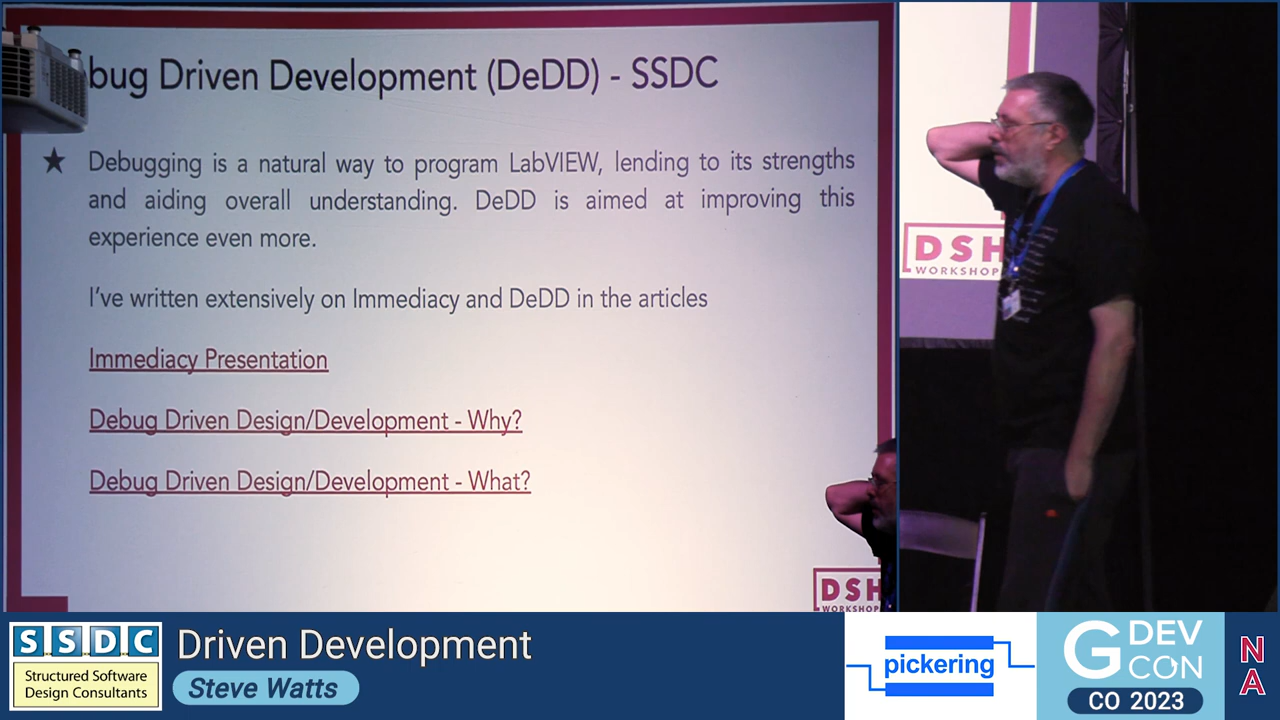 bug Driven Development (DeDD) - SSDC
★ Debugging is a natural way to program LabVIEW, lending to its strengths
and aiding overall understanding. DeDD is aimed at improving this
experience even more.
I've written extensively on Immediacy and DeDD in the articles
Immediacy Presentation
Debug Driven Design/Development - Why?
Debug Driven Design/Development - What?
DSH
WORKSHOP
DSH
WORKSHOP
SSDC
Structured Software
Design Consultants
Driven Development
Steve Watts
pickering
G DEV
CON
CO 2023
NA